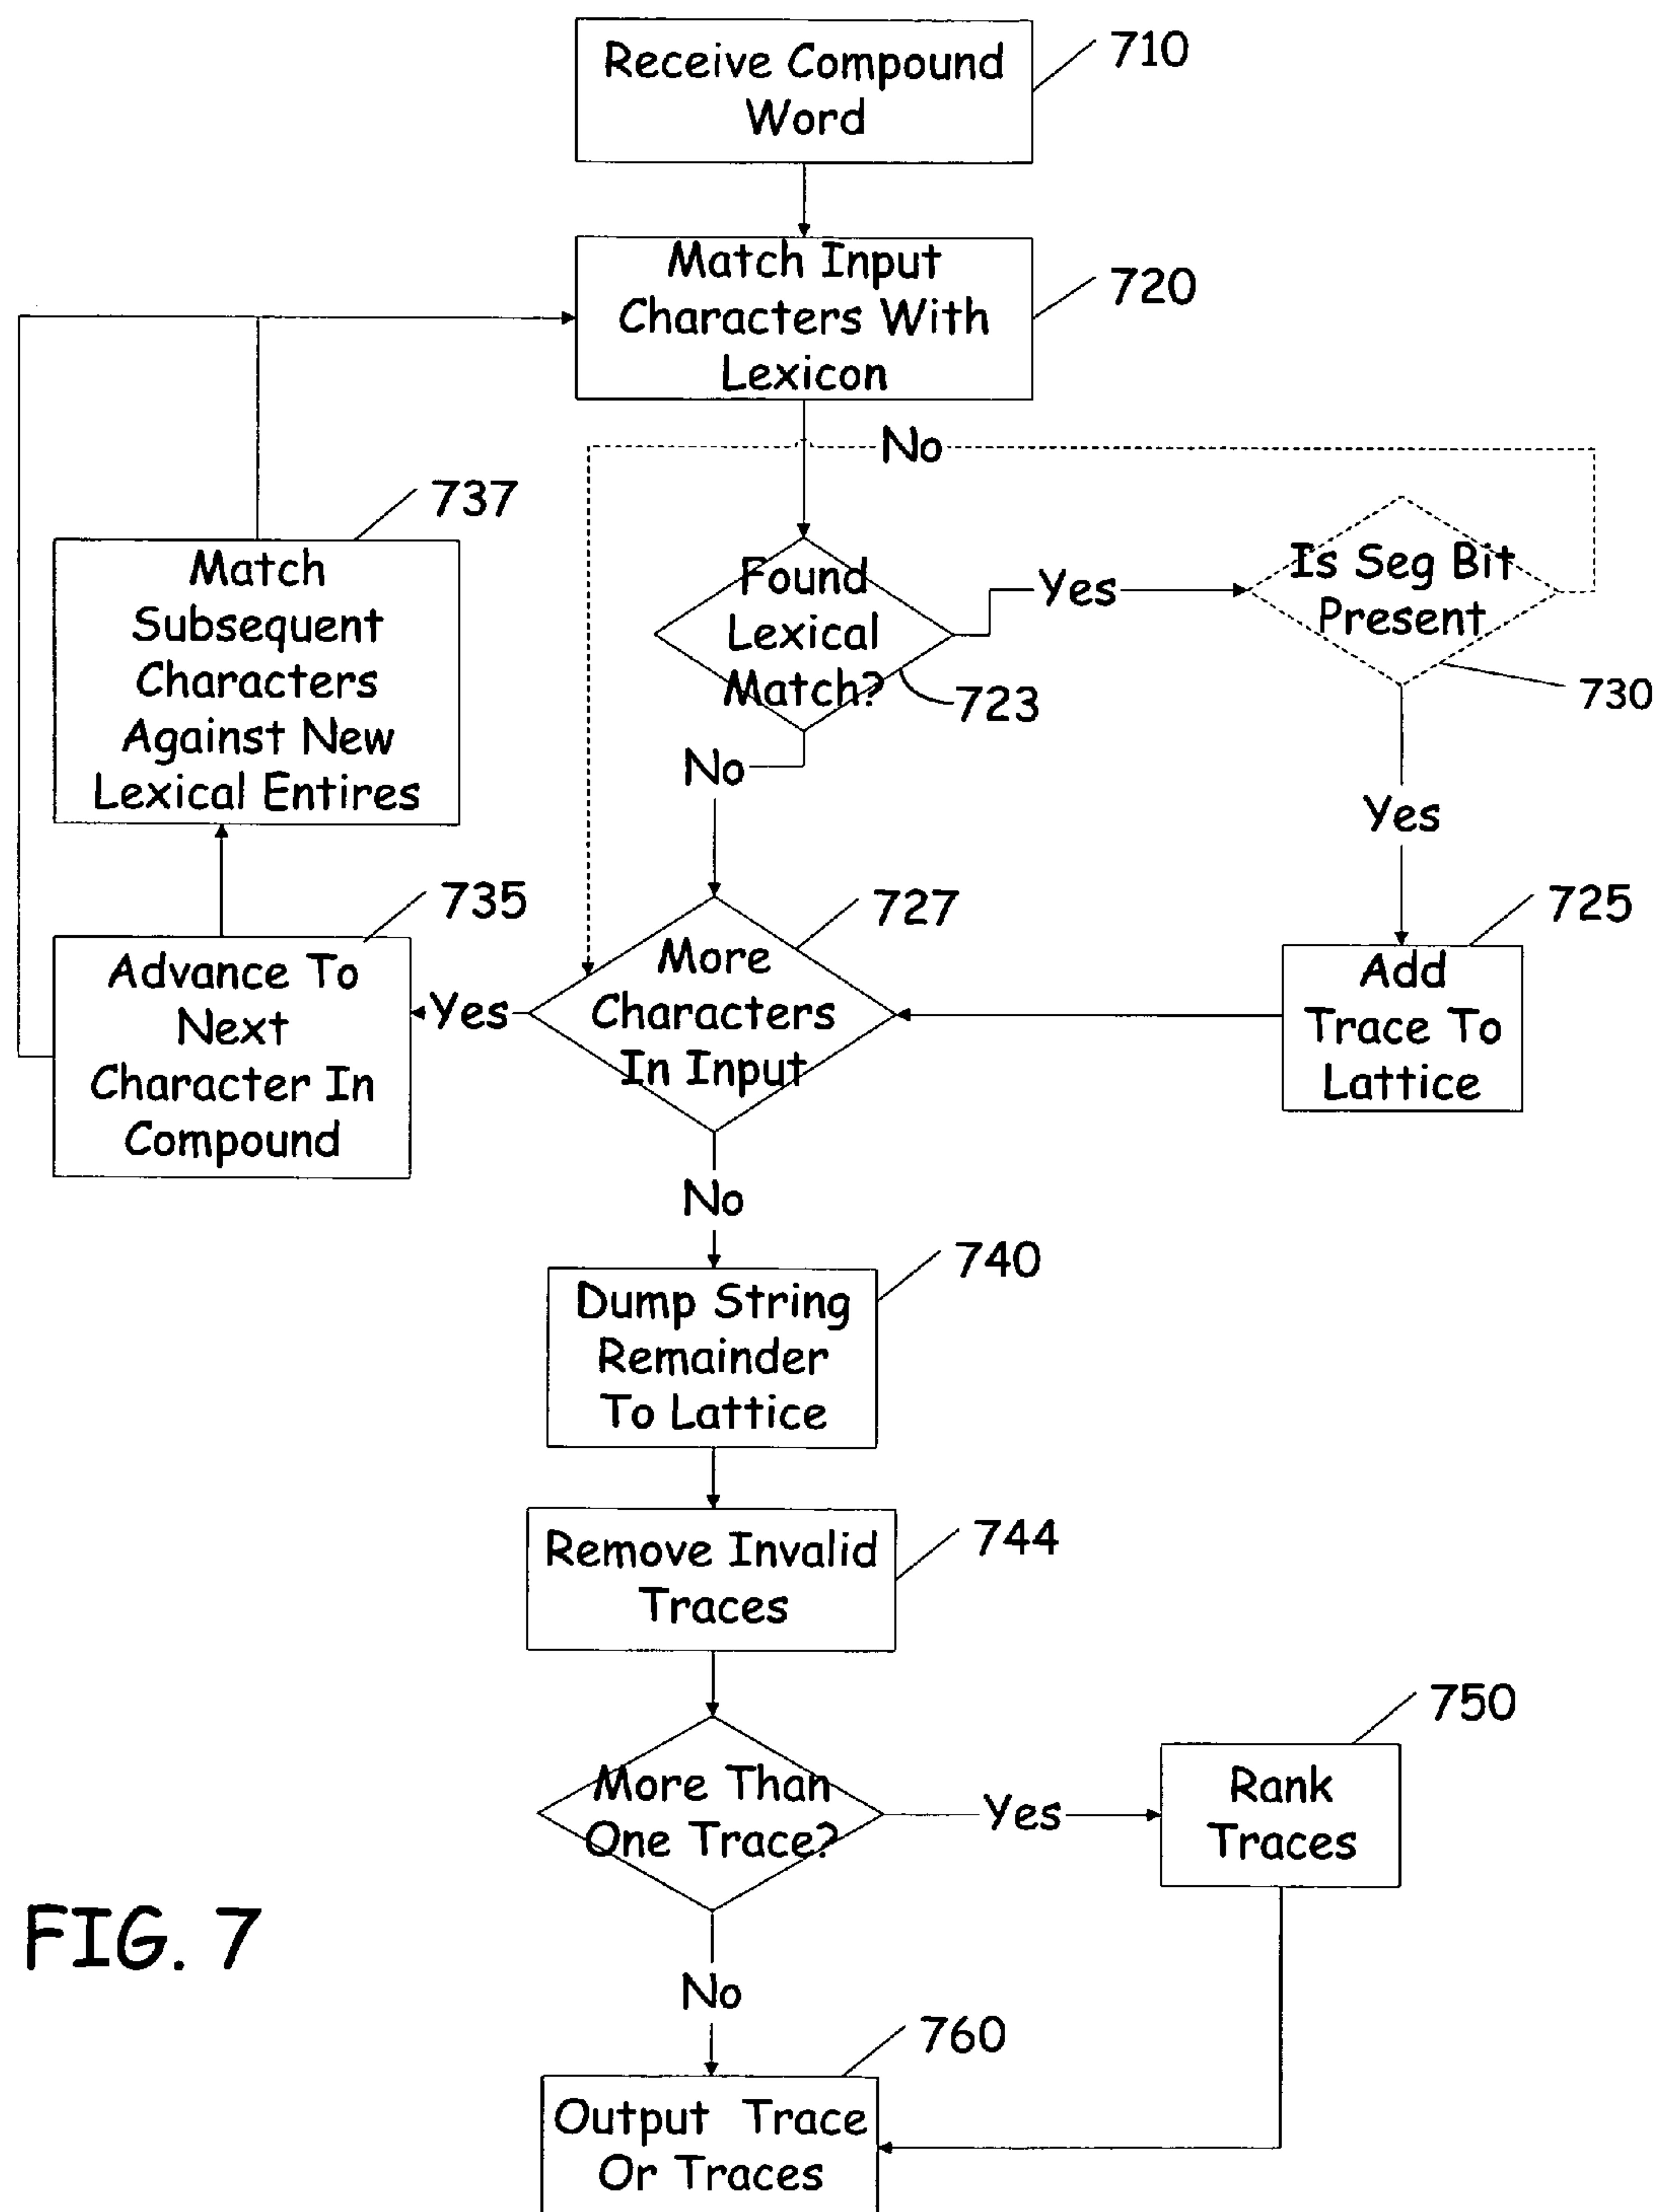 Receive Compound
Word
710
Match Input
Characters With
Lexicon
720
No
737
Match
Subsequent
Characters
Against New
Lexical Entires
Found
Lexical
Match?
723
Yes
Is Seg Bit
Present
730
No
Yes
735
Advance To
Next
Character In
Compound
Yes
727
More
Characters
In Input
725
Add
Trace To
Lattice
No
740
Dump String
Remainder
To Lattice
744
Remove Invalid
Traces
More Than
One Trace?
Yes
750
Rank
Traces
FIG. 7
No
760
Output Trace
Or Traces